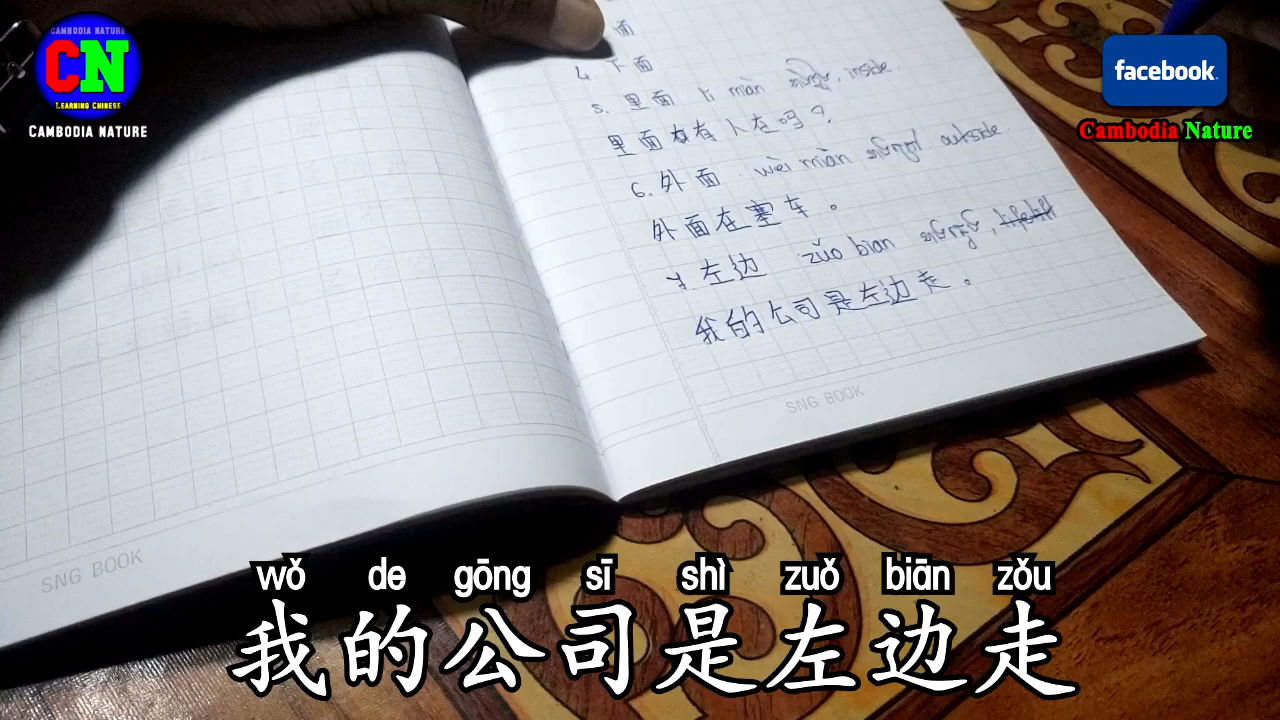 CAMBODIA NATURE
CN
Learning Chinese
CAMBODIA NATURE
facebook
Cambodia Nature
面
4. 下面
5. 里面 lǐ miàn inside.
里面有人在吗?
6. 外面 wèi miàn outside.
外面在塞车。
左边 zuǒ bian
我的公司是左边走。
SNG BOOK
SNG BOOK
wǒ de gōng sī shì zuǒ biān zǒu
我的公司是左边走